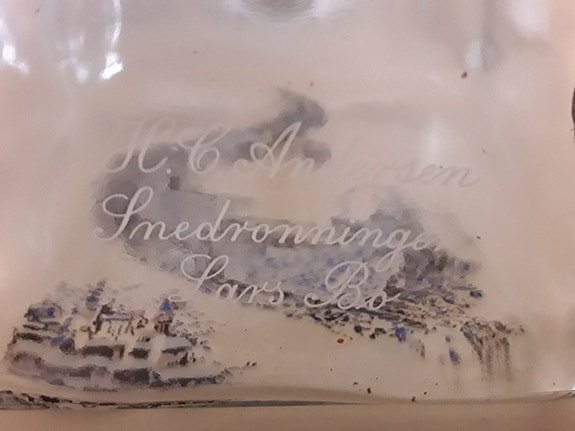 H.C Andersen
Snedronningen
Lars Bo